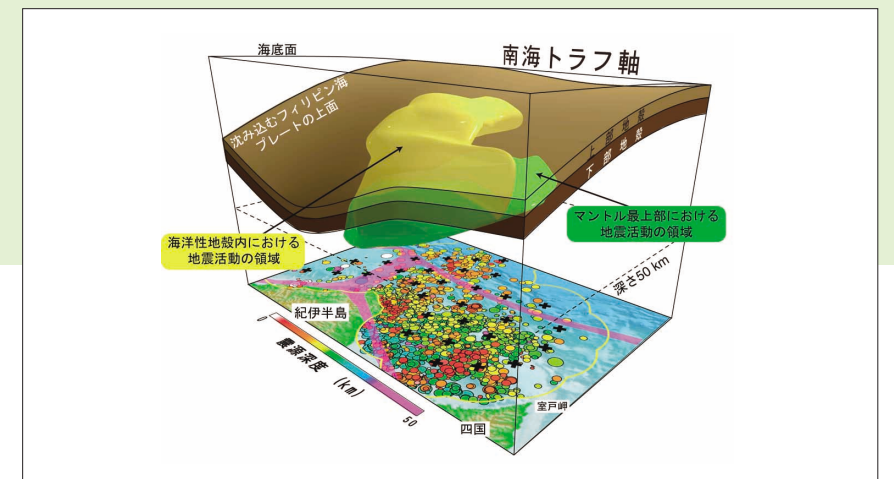 海底面
南海トラフ軸
沈み込むフィリピン海
プレートの上面
上部地殻
下部地殻
マントル最上部における
地震活動の領域
海洋性地殻内における
地震活動の領域
深さ50 km
紀伊半島
0
震源深度 (km)
50
室戸岬
四国